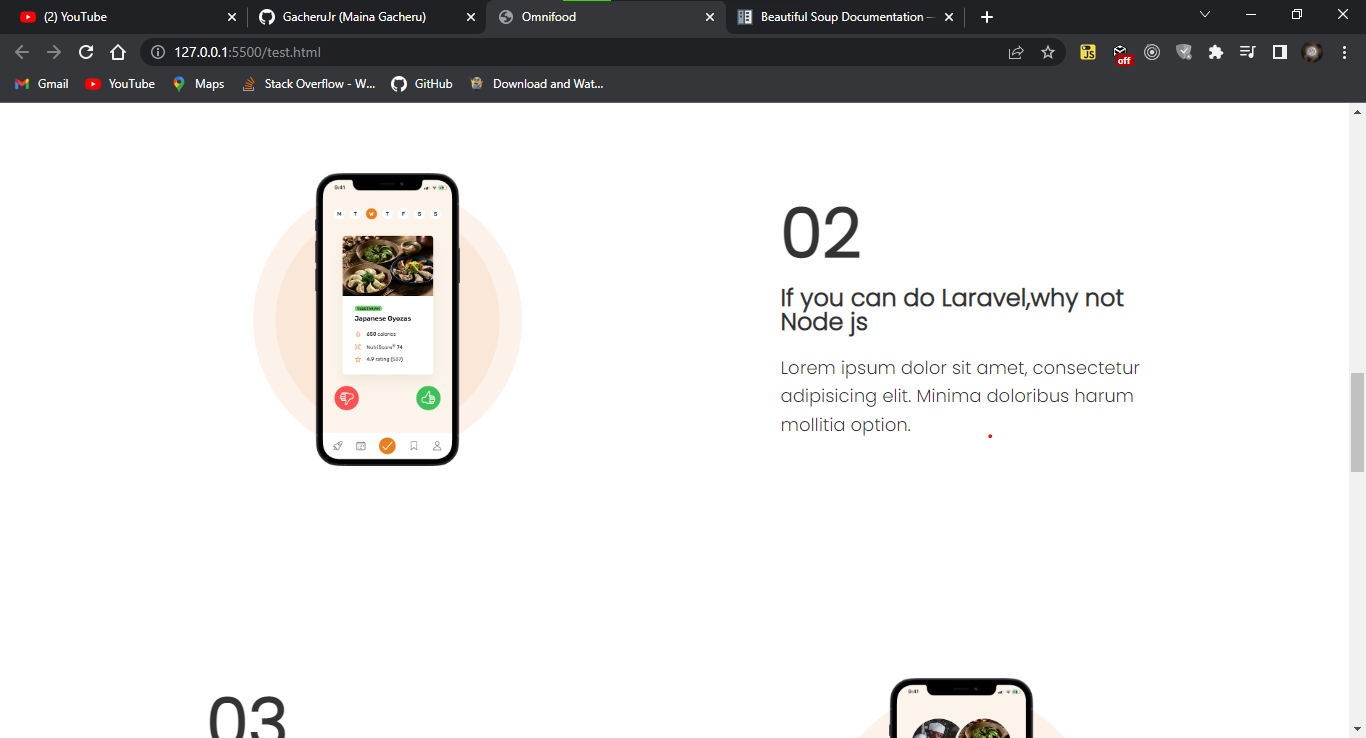 (2) YouTube
GacheruJr (Maina Gacheru)
Omnifood
Beautiful Soup Documentation —
127.0.0.1:5500/test.html
JS
off
Gmail
YouTube
Maps
Stack Overflow - W...
GitHub
Download and Wat...
9:41
M T W T F S S
VEGETARIAN
Japanese Gyozas
650 calories
NutriScore® 74
4.9 rating (537)
02
If you can do Laravel,why not
Node js
Lorem ipsum dolor sit amet, consectetur
adipisicing elit. Minima doloribus harum
mollitia option.
03
9:41